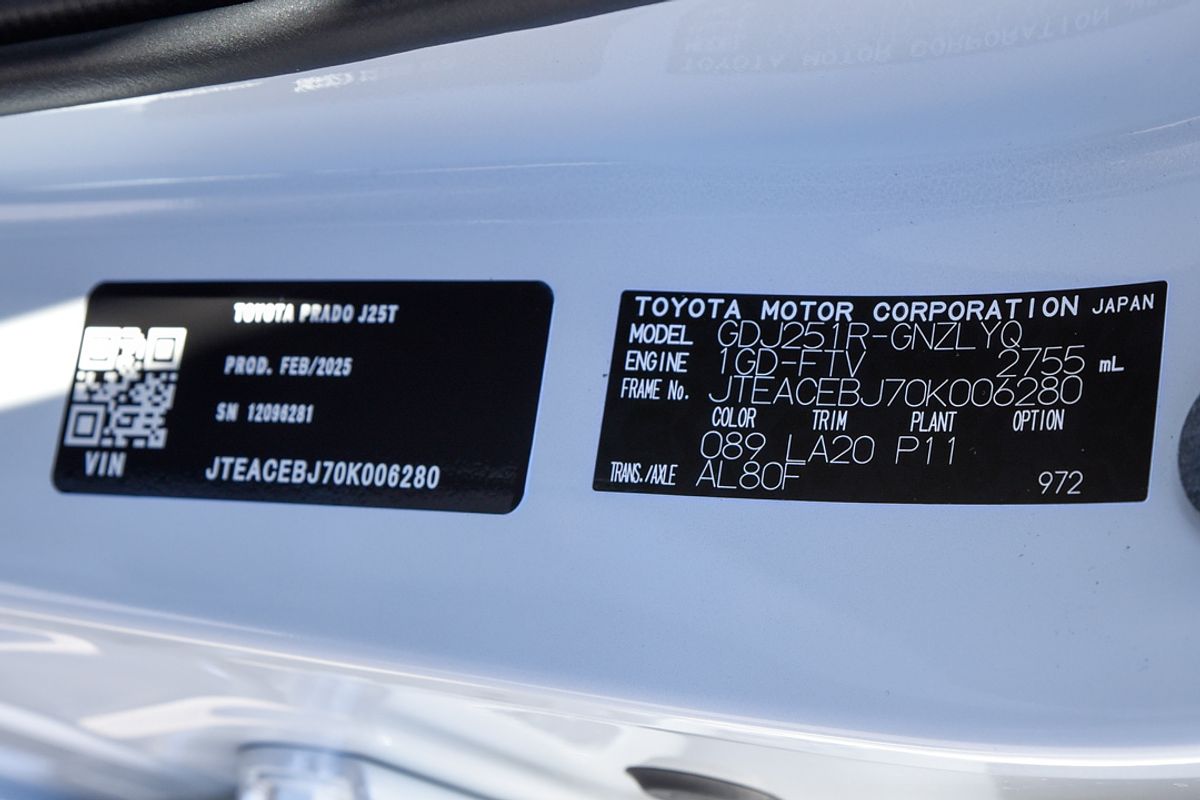 TOYOTA PRADO J25T
PROD. FEB/2025
SN 12096281
VIN JTEACEBJ70K006280
TOYOTA MOTOR CORPORATION JAPAN
MODEL GDJ251R-GNZLYQ
ENGINE 1GD-FTV 2755 mL
FRAME No. JTEACEBJ70K006280
COLOR TRIM PLANT OPTION
089 LA20 P11
TRANS./AXLE AL80F 972